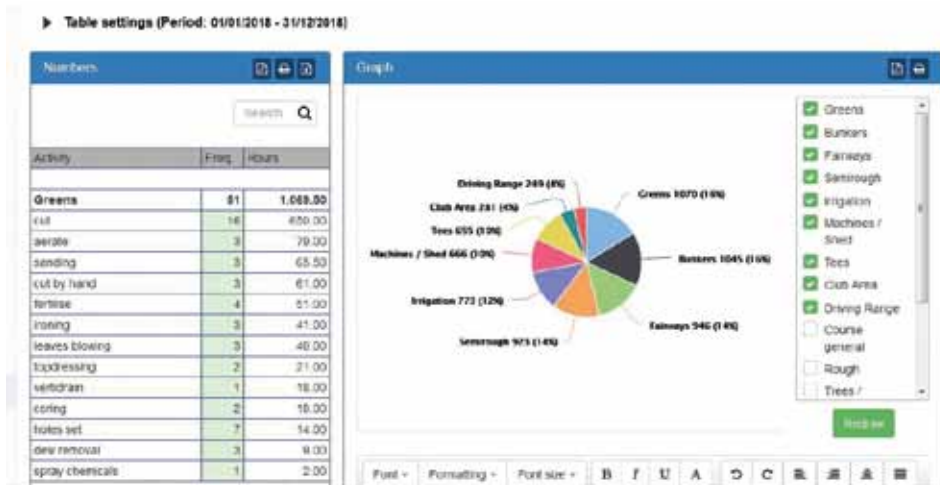 Table settings (Period: 01/01/2018 - 31/12/2018)
Numbers
Search
Activity Freq. Hours
Greens 51 1.069.50
cut 16 650.00
aerate 3 79.00
sanding 3 65.50
cut by hand 3 61.00
fertilise 4 51.00
ironing 3 41.00
leaves blowing 3 40.00
topdressing 2 21.00
vertidrain 1 18.00
coring 2 18.00
holes set 7 14.00
dew removal 3 9.00
spray chemicals 1 2.00
Graph
Driving Range 249 (4%)
Club Area 281 (4%)
Tees 655 (10%)
Machines / Shed 666 (10%)
Irrigation 773 (12%)
Semirough 923 (14%)
Greens 1070 (16%)
Bunkers 1045 (16%)
Fairways 946 (14%)
Greens
Bunkers
Fairways
Semirough
Irrigation
Machines /
Shed
Tees
Club Area
Driving Range
Course
general
Rough
Trees /
Font Formatting Font size B I U A